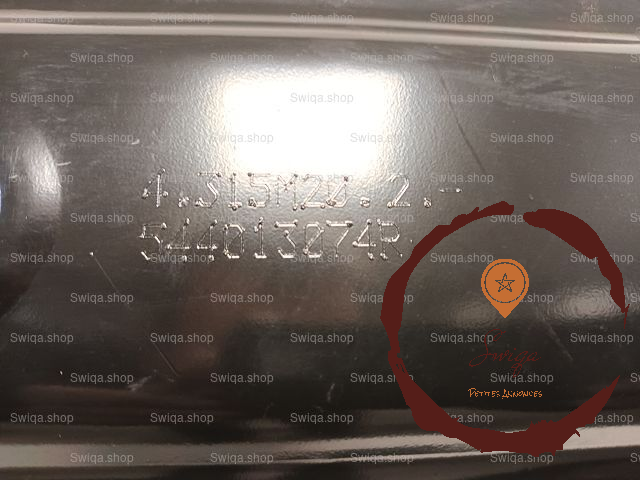 4.315M20.2.-
544013074R
Swiqa
PETITES ANNONCES
Swiqa.shop